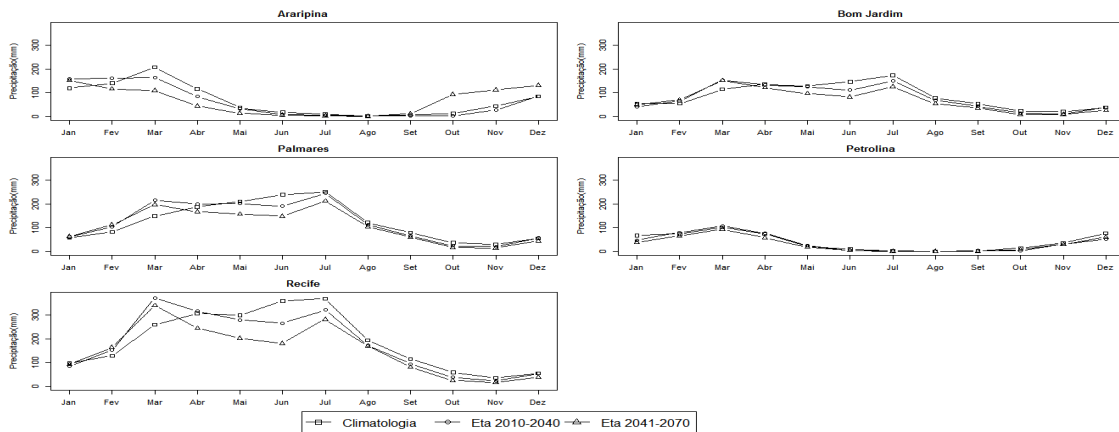 Araripina
Precipitação(mm)
300
200
100
0
Jan Fev Mar Abr Mai Jun Jul Ago Set Out Nov Dez
Bom Jardim
Precipitação(mm)
300
200
100
0
Jan Fev Mar Abr Mai Jun Jul Ago Set Out Nov Dez
Palmares
Precipitação(mm)
300
200
100
0
Jan Fev Mar Abr Mai Jun Jul Ago Set Out Nov Dez
Petrolina
Precipitação(mm)
300
200
100
0
Jan Fev Mar Abr Mai Jun Jul Ago Set Out Nov Dez
Recife
Precipitação(mm)
300
200
100
0
Jan Fev Mar Abr Mai Jun Jul Ago Set Out Nov Dez
Climatologia Eta 2010-2040 Eta 2041-2070